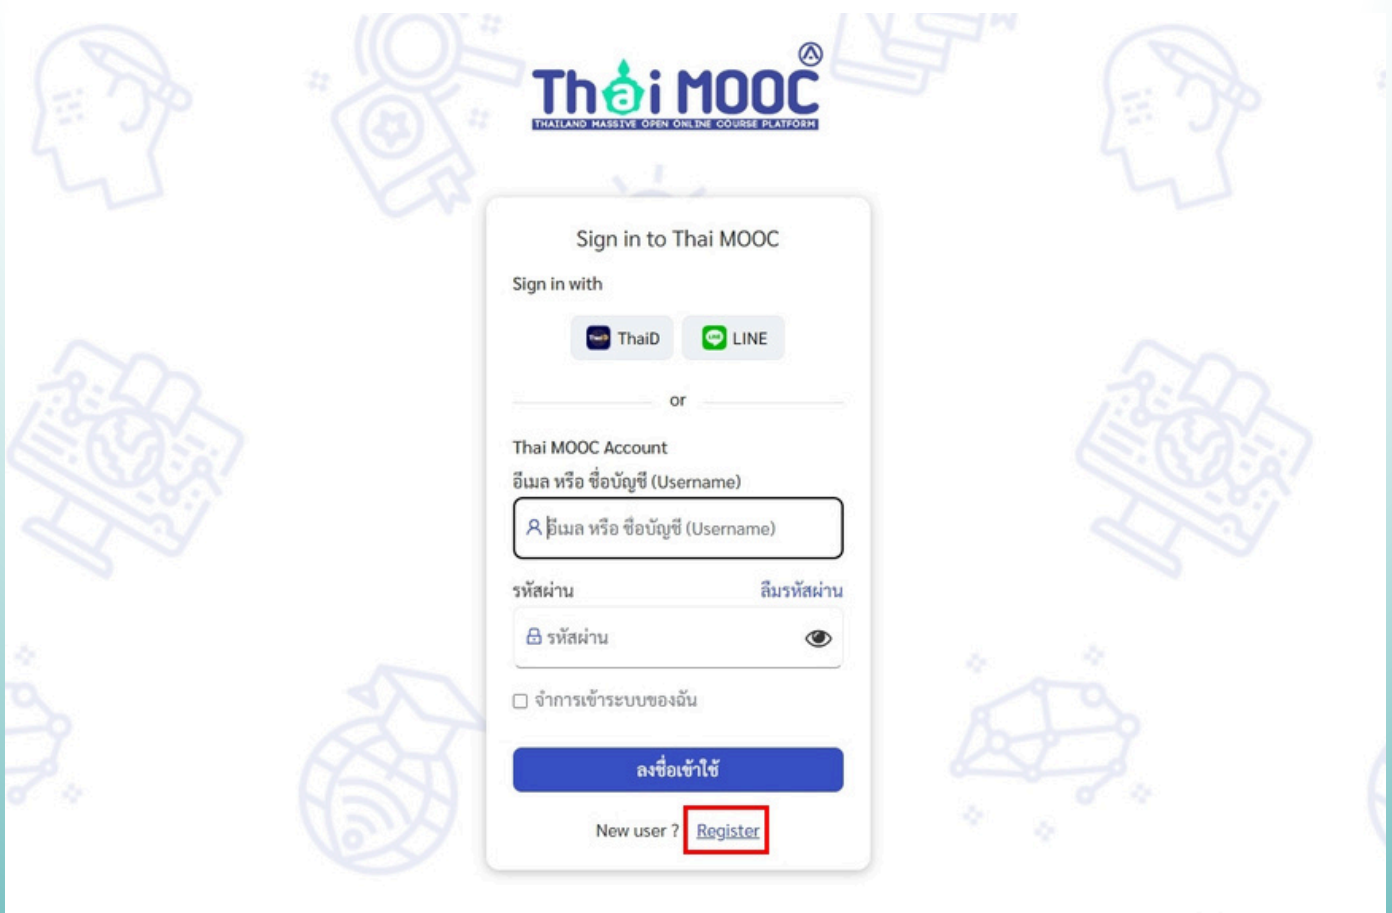 Thai MOOC
THAILAND MASSIVE OPEN ONLINE COURSE PLATFORM
Sign in to Thai MOOC
Sign in with
ThaiD LINE
or
Thai MOOC Account
อีเมล หรือ ชื่อบัญชี (Username)
อีเมล หรือ ชื่อบัญชี (Username)
รหัสผ่าน ลืมรหัสผ่าน
รหัสผ่าน
จำการเข้าระบบของฉัน
ลงชื่อเข้าใช้
New user ? Register